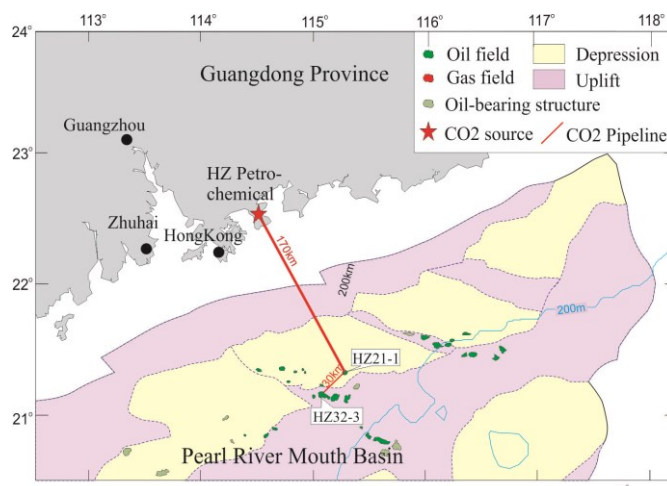 113° 114° 115° 116° 117° 118°
24°
Guangdong Province
Oil field
Depression
Gas field
Uplift
Oil-bearing structure
CO2 source
CO2 Pipeline
Guangzhou
23°
HZ Petro-
chemical
Zhuhai
HongKong
170km
22°
200km
200m
HZ21-1
30km
HZ32-3
21°
Pearl River Mouth Basin